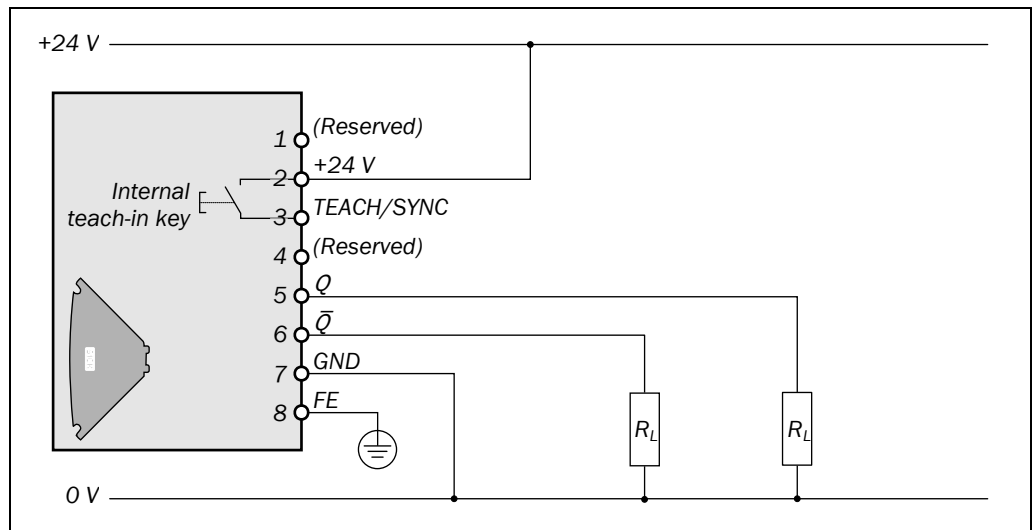 +24 V
1 (Reserved)
2 +24 V
Internal
teach-in key
3 TEACH/SYNC
4 (Reserved)
5 Q
6 Q̅
7 GND
8 FE
R_L
R_L
0 V